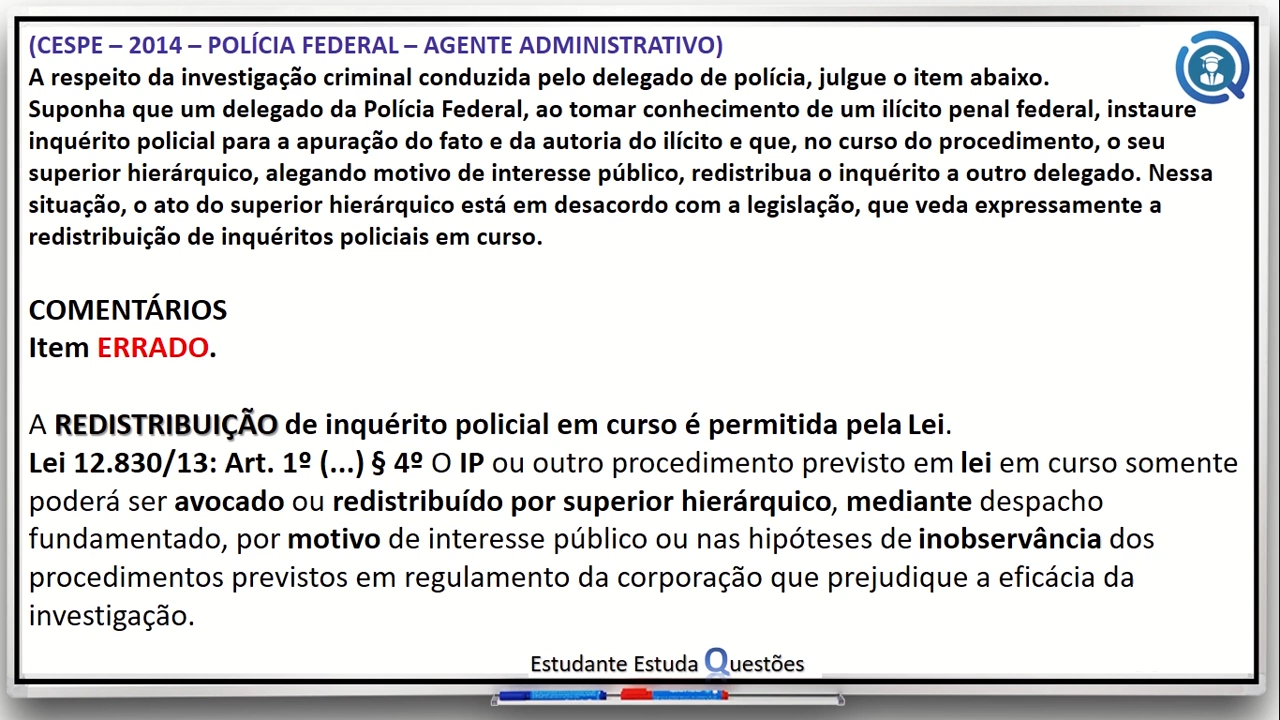 (CESPE – 2014 – POLÍCIA FEDERAL – AGENTE ADMINISTRATIVO)
A respeito da investigação criminal conduzida pelo delegado de polícia, julgue o item abaixo.
Suponha que um delegado da Polícia Federal, ao tomar conhecimento de um ilícito penal federal, instaure
inquérito policial para a apuração do fato e da autoria do ilícito e que, no curso do procedimento, o seu
superior hierárquico, alegando motivo de interesse público, redistribua o inquérito a outro delegado. Nessa
situação, o ato do superior hierárquico está em desacordo com a legislação, que veda expressamente a
redistribuição de inquéritos policiais em curso.
COMENTÁRIOS
Item ERRADO.
A REDISTRIBUIÇÃO de inquérito policial em curso é permitida pela Lei.
Lei 12.830/13: Art. 1º (...) § 4º O IP ou outro procedimento previsto em lei em curso somente
poderá ser avocado ou redistribuído por superior hierárquico, mediante despacho
fundamentado, por motivo de interesse público ou nas hipóteses de inobservância dos
procedimentos previstos em regulamento da corporação que prejudique a eficácia da
investigação.
Estudante Estuda Questões